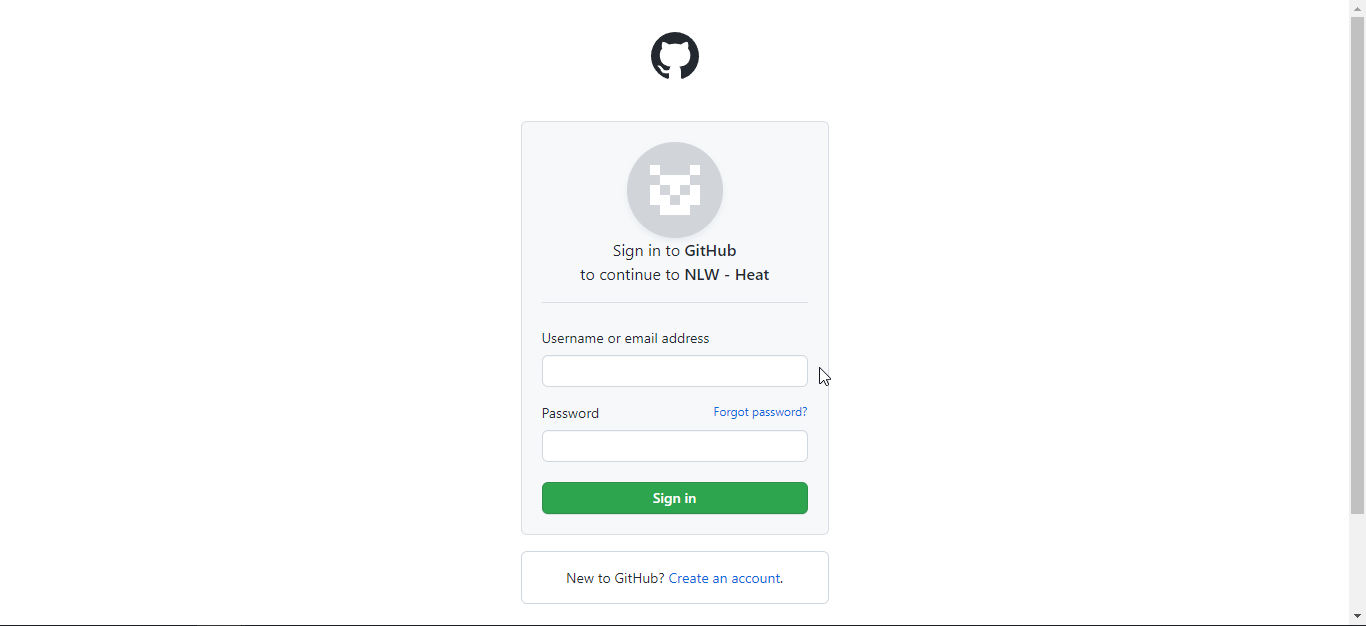 Sign in to GitHub
to continue to NLW - Heat
Username or email address
Password Forgot password?
Sign in
New to GitHub? Create an account.